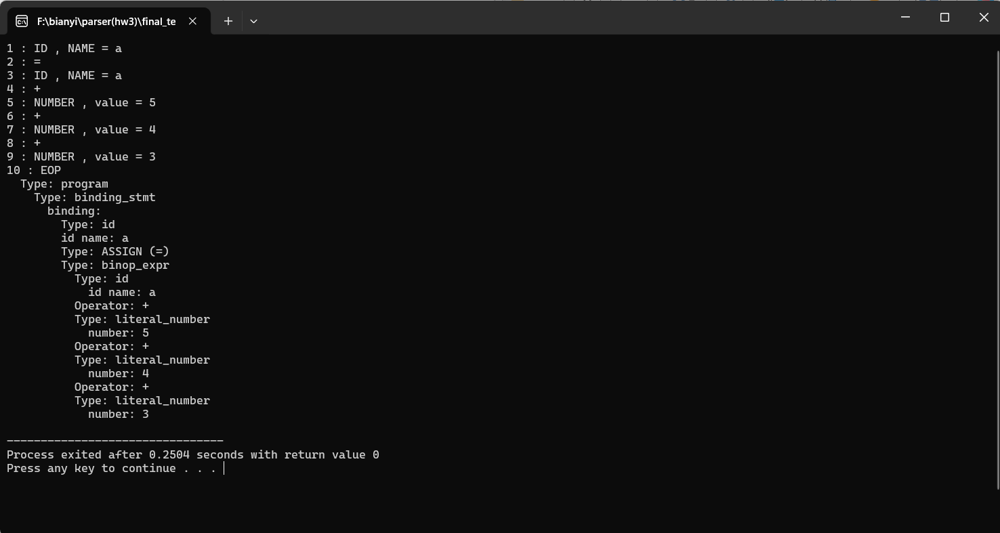 F:\bianyi\parser(hw3)\final_te
1 : ID , NAME = a
2 : =
3 : ID , NAME = a
4 : +
5 : NUMBER , value = 5
6 : +
7 : NUMBER , value = 4
8 : +
9 : NUMBER , value = 3
10 : EOP
  Type: program
    Type: binding_stmt
      binding:
        Type: id
        id name: a
        Type: ASSIGN (=)
        Type: binop_expr
          Type: id
            id name: a
          Operator: +
          Type: literal_number
            number: 5
          Operator: +
          Type: literal_number
            number: 4
          Operator: +
          Type: literal_number
            number: 3
--------------------------------
Process exited after 0.2504 seconds with return value 0
Press any key to continue . . .